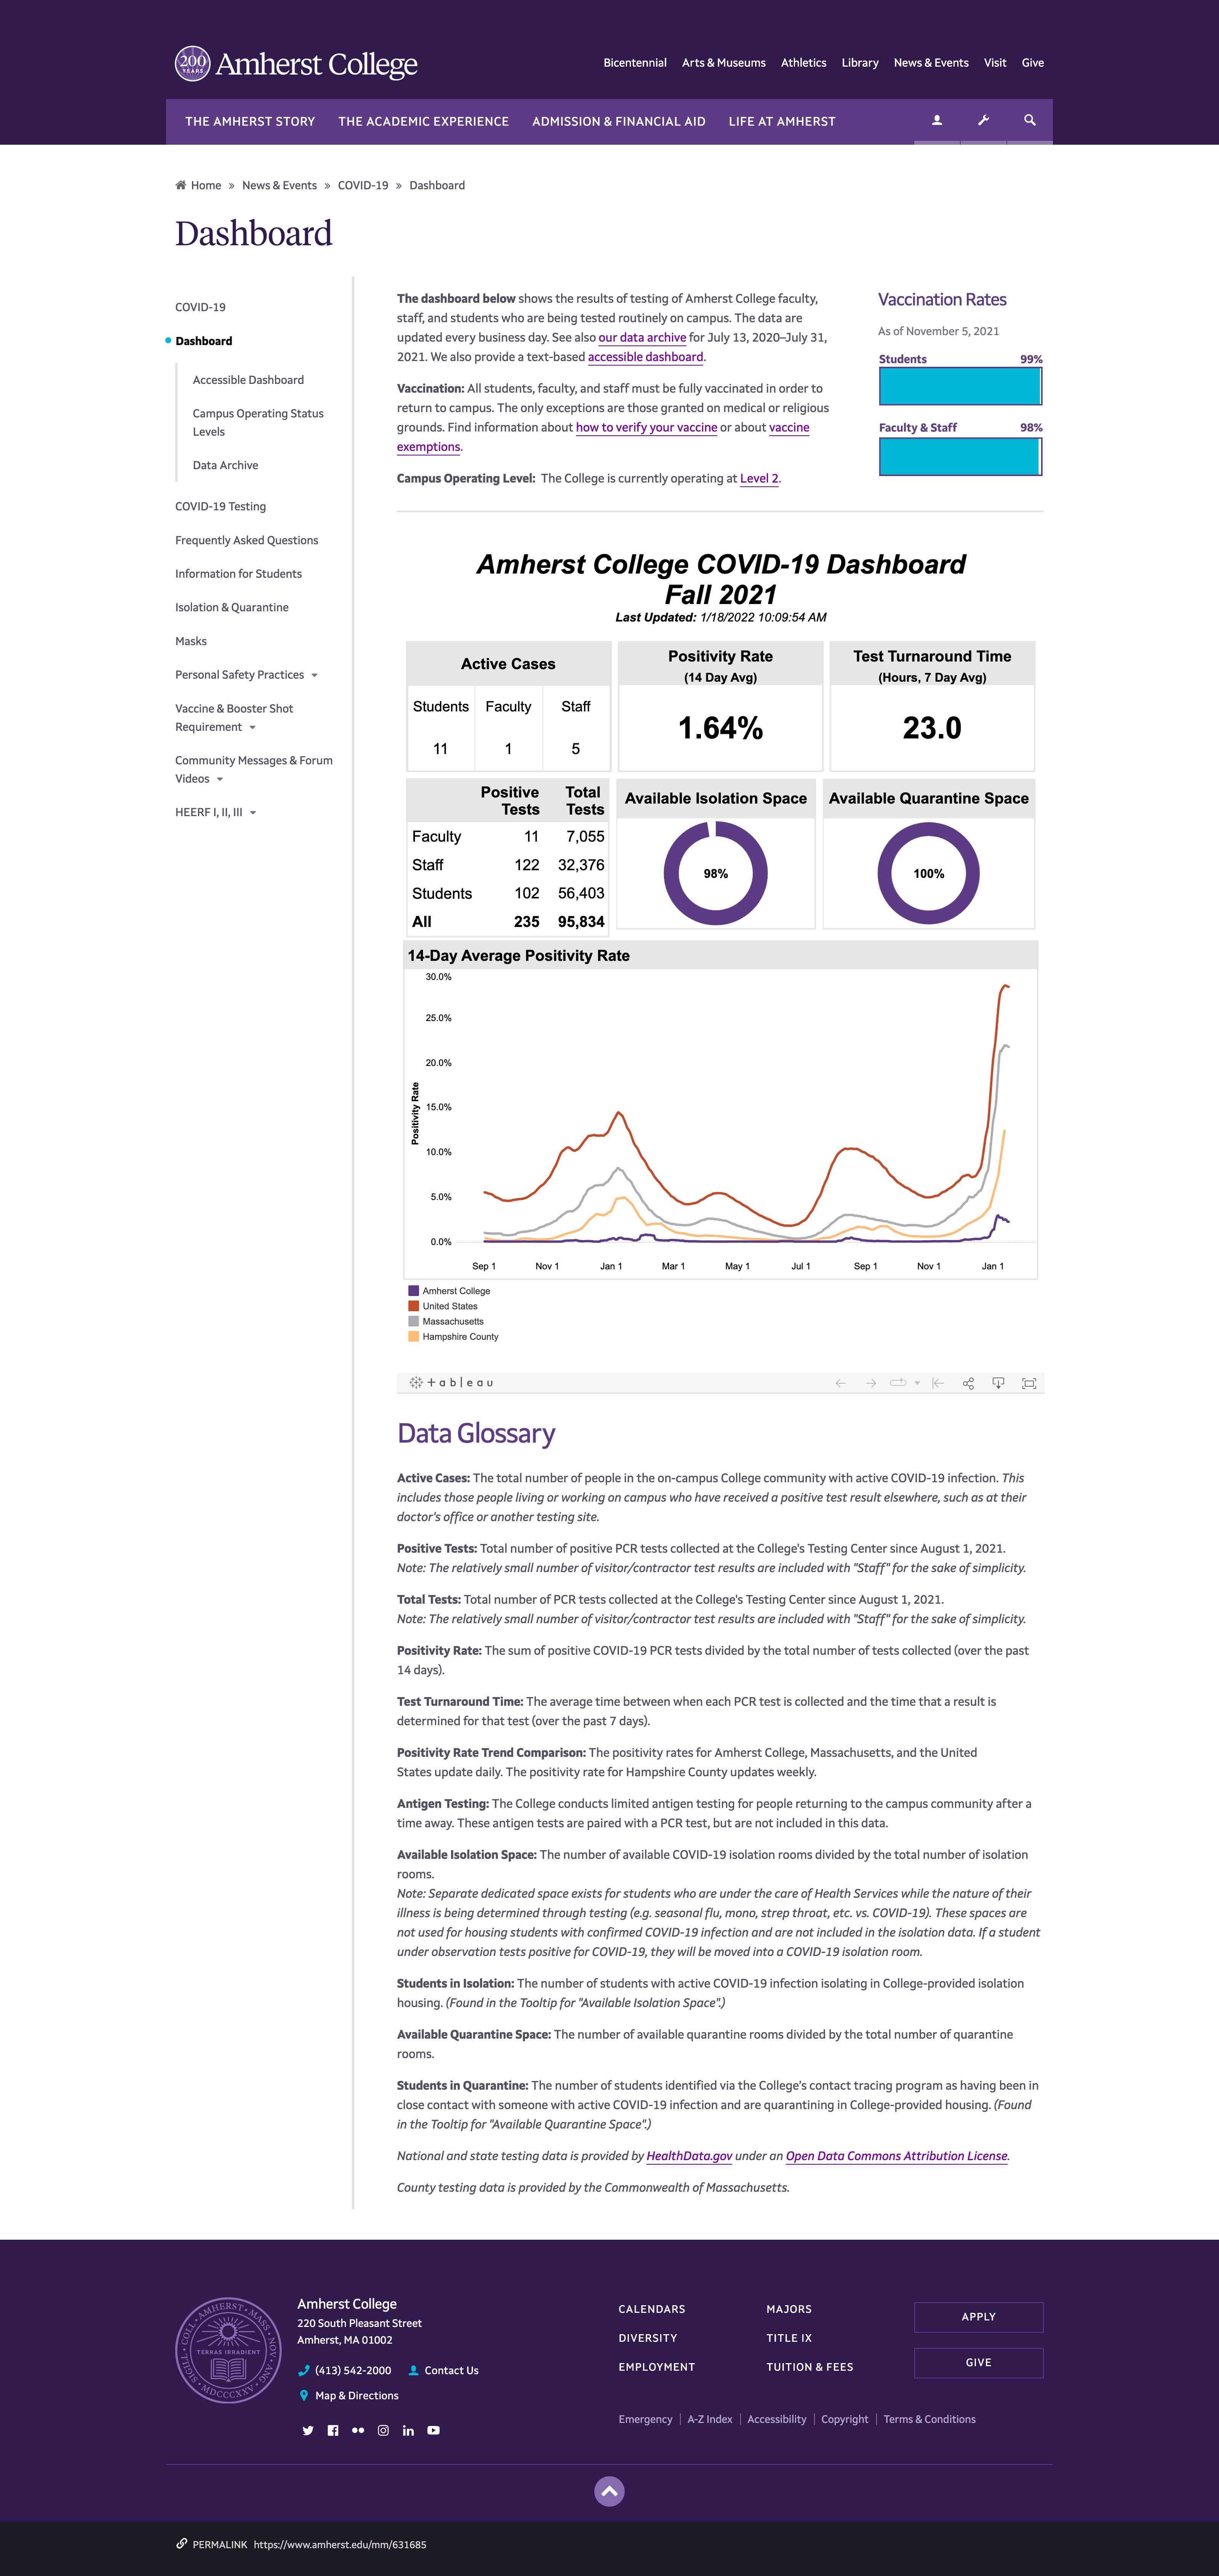 200 YEARS Amherst College
Bicentennial Arts & Museums Athletics Library News & Events Visit Give
THE AMHERST STORY THE ACADEMIC EXPERIENCE ADMISSION & FINANCIAL AID LIFE AT AMHERST
Home » News & Events » COVID-19 » Dashboard
Dashboard
COVID-19
Dashboard
Accessible Dashboard
Campus Operating Status
Levels
Data Archive
COVID-19 Testing
Frequently Asked Questions
Information for Students
Isolation & Quarantine
Masks
Personal Safety Practices
Vaccine & Booster Shot
Requirement
Community Messages & Forum
Videos
HEERF I, II, III
The dashboard below shows the results of testing of Amherst College faculty,
staff, and students who are being tested routinely on campus. The data are
updated every business day. See also our data archive for July 13, 2020–July 31,
2021. We also provide a text-based accessible dashboard.
Vaccination: All students, faculty, and staff must be fully vaccinated in order to
return to campus. The only exceptions are those granted on medical or religious
grounds. Find information about how to verify your vaccine or about vaccine
exemptions.
Campus Operating Level: The College is currently operating at Level 2.
Vaccination Rates
As of November 5, 2021
Students 99%
Faculty & Staff 98%
Amherst College COVID-19 Dashboard
Fall 2021
Last Updated: 1/18/2022 10:09:54 AM
Active Cases
Students Faculty Staff
11 1 5
Positivity Rate
(14 Day Avg)
1.64%
Test Turnaround Time
(Hours, 7 Day Avg)
23.0
Positive Total
Tests Tests
Faculty 11 7,055
Staff 122 32,376
Students 102 56,403
All 235 95,834
Available Isolation Space
98%
Available Quarantine Space
100%
14-Day Average Positivity Rate
30.0%
25.0%
20.0%
15.0%
10.0%
5.0%
0.0%
Positivity Rate
Sep 1 Nov 1 Jan 1 Mar 1 May 1 Jul 1 Sep 1 Nov 1 Jan 1
Amherst College
United States
Massachusetts
Hampshire County
+ableau
Data Glossary
Active Cases: The total number of people in the on-campus College community with active COVID-19 infection. This
includes those people living or working on campus who have received a positive test result elsewhere, such as at their
doctor's office or another testing site.
Positive Tests: Total number of positive PCR tests collected at the College's Testing Center since August 1, 2021.
Note: The relatively small number of visitor/contractor test results are included with "Staff" for the sake of simplicity.
Total Tests: Total number of PCR tests collected at the College's Testing Center since August 1, 2021.
Note: The relatively small number of visitor/contractor test results are included with "Staff" for the sake of simplicity.
Positivity Rate: The sum of positive COVID-19 PCR tests divided by the total number of tests collected (over the past
14 days).
Test Turnaround Time: The average time between when each PCR test is collected and the time that a result is
determined for that test (over the past 7 days).
Positivity Rate Trend Comparison: The positivity rates for Amherst College, Massachusetts, and the United
States update daily. The positivity rate for Hampshire County updates weekly.
Antigen Testing: The College conducts limited antigen testing for people returning to the campus community after a
time away. These antigen tests are paired with a PCR test, but are not included in this data.
Available Isolation Space: The number of available COVID-19 isolation rooms divided by the total number of isolation
rooms.
Note: Separate dedicated space exists for students who are under the care of Health Services while the nature of their
illness is being determined through testing (e.g. seasonal flu, mono, strep throat, etc. vs. COVID-19). These spaces are
not used for housing students with confirmed COVID-19 infection and are not included in the isolation data. If a student
under observation tests positive for COVID-19, they will be moved into a COVID-19 isolation room.
Students in Isolation: The number of students with active COVID-19 infection isolating in College-provided isolation
housing. (Found in the Tooltip for "Available Isolation Space".)
Available Quarantine Space: The number of available quarantine rooms divided by the total number of quarantine
rooms.
Students in Quarantine: The number of students identified via the College's contact tracing program as having been in
close contact with someone with active COVID-19 infection and are quarantining in College-provided housing. (Found
in the Tooltip for "Available Quarantine Space".)
National and state testing data is provided by HealthData.gov under an Open Data Commons Attribution License.
County testing data is provided by the Commonwealth of Massachusetts.
SIGILL COLL AMHERST MASS NOV ANG MDCCCXXV
TERRAS IRRADIENT
Amherst College
220 South Pleasant Street
Amherst, MA 01002
(413) 542-2000 Contact Us
Map & Directions
CALENDARS MAJORS
DIVERSITY TITLE IX
EMPLOYMENT TUITION & FEES
APPLY
GIVE
Emergency | A-Z Index | Accessibility | Copyright | Terms & Conditions
PERMALINK https://www.amherst.edu/mm/631685